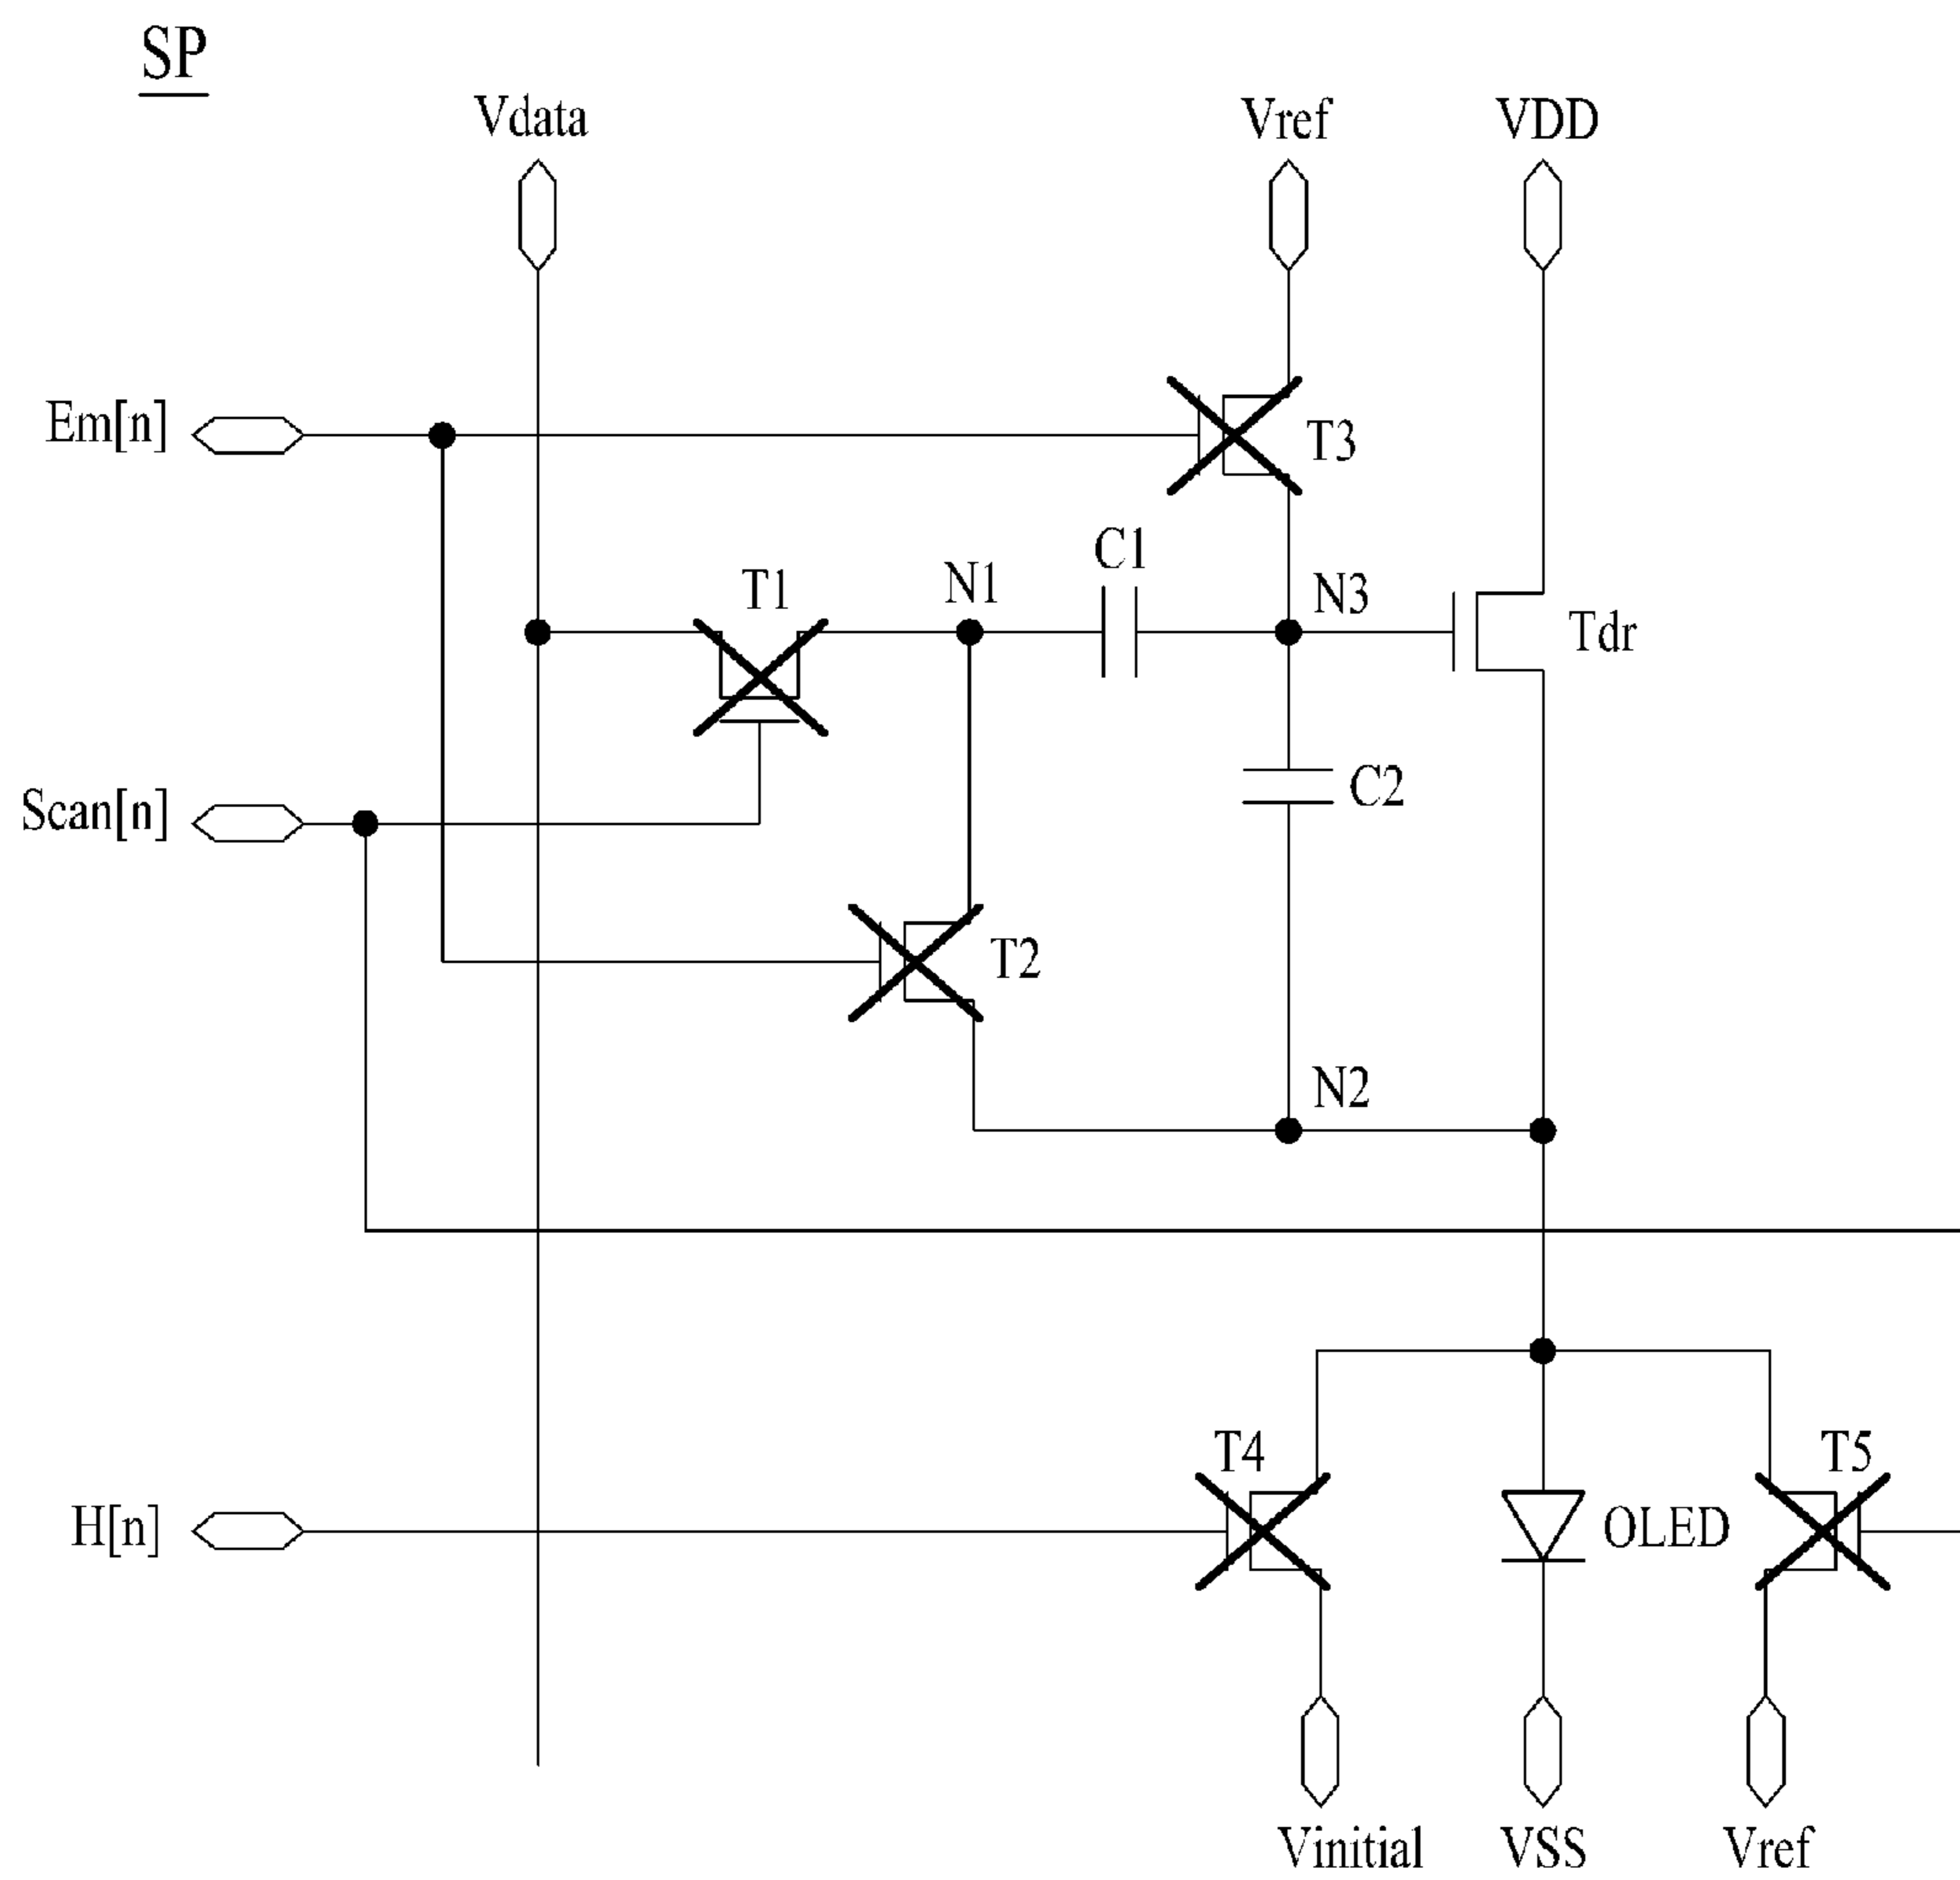 SP
Vdata
Vref
VDD
Em[n]
T3
C1
T1
N1
N3
Tdr
C2
Scan[n]
T2
N2
T4
T5
H[n]
OLED
Vinitial
VSS
Vref